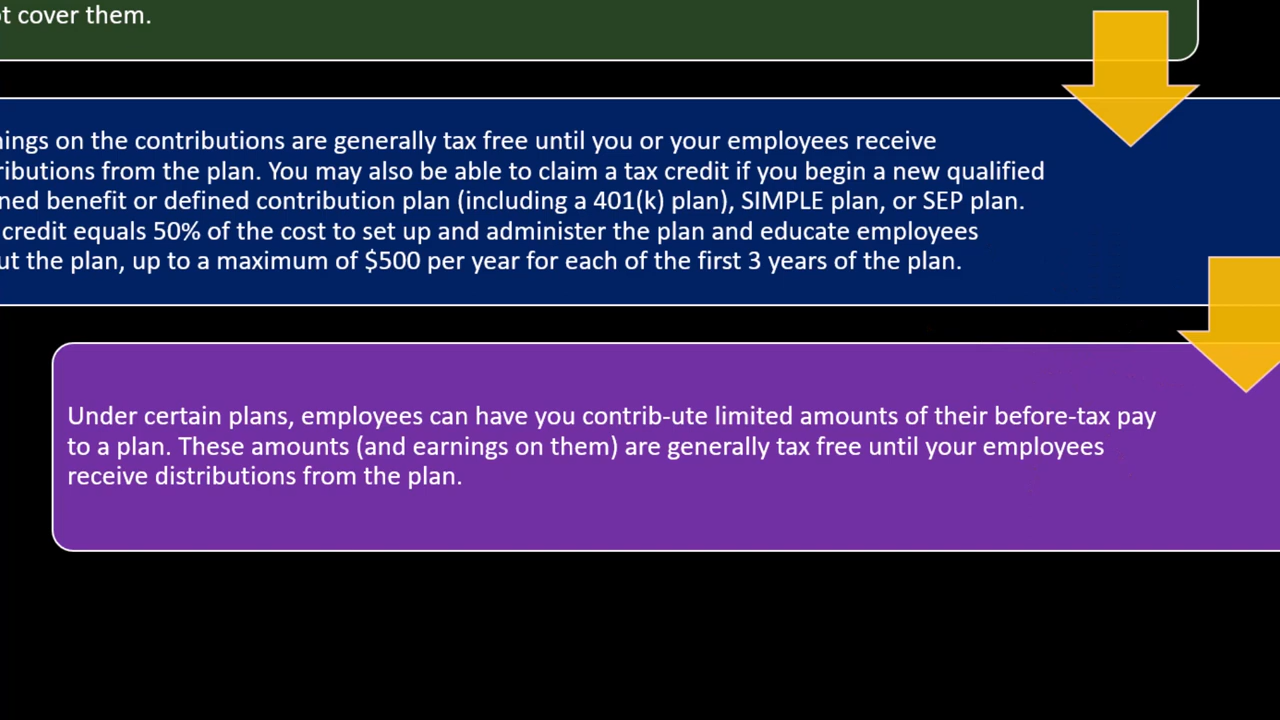 ot cover them.
nings on the contributions are generally tax free until you or your employees receive
ributions from the plan. You may also be able to claim a tax credit if you begin a new qualified
ned benefit or defined contribution plan (including a 401(k) plan), SIMPLE plan, or SEP plan.
credit equals 50% of the cost to set up and administer the plan and educate employees
ut the plan, up to a maximum of $500 per year for each of the first 3 years of the plan.
Under certain plans, employees can have you contrib-ute limited amounts of their before-tax pay
to a plan. These amounts (and earnings on them) are generally tax free until your employees
receive distributions from the plan.